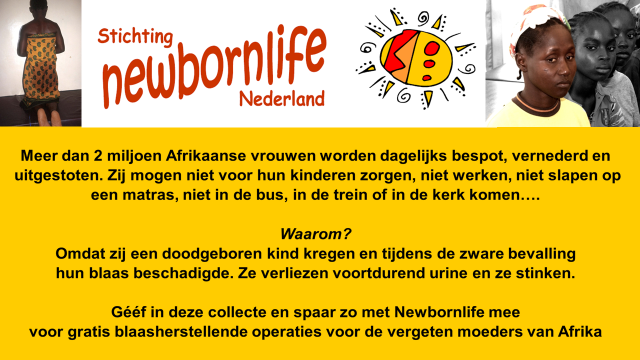 Stichting
newbornlife
Nederland
Meer dan 2 miljoen Afrikaanse vrouwen worden dagelijks bespot, vernederd en
uitgestoten. Zij mogen niet voor hun kinderen zorgen, niet werken, niet slapen op
een matras, niet in de bus, in de trein of in de kerk komen….
Waarom?
Omdat zij een doodgeboren kind kregen en tijdens de zware bevalling
hun blaas beschadigde. Ze verliezen voortdurend urine en ze stinken.
Gééf in deze collecte en spaar zo met Newbornlife mee
voor gratis blaasherstellende operaties voor de vergeten moeders van Afrika